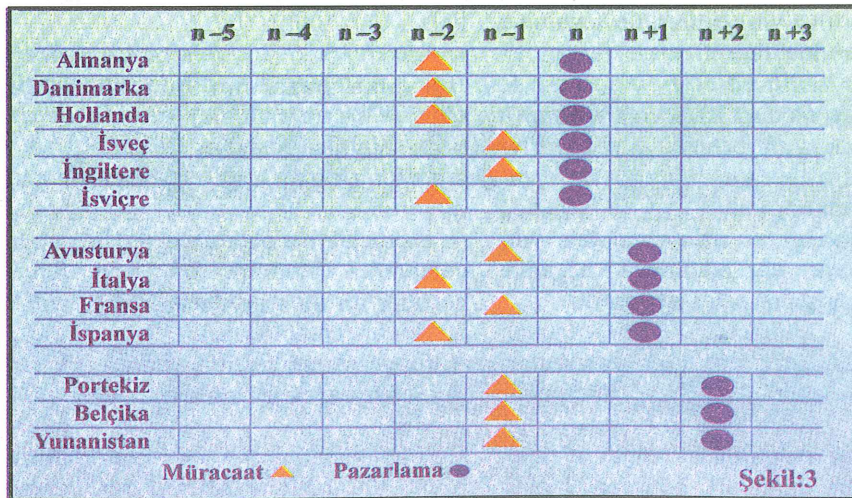 n –5 n –4 n –3 n –2 n –1 n n +1 n +2 n +3
Almanya
Danimarka
Hollanda
İsveç
İngiltere
İsviçre
Avusturya
İtalya
Fransa
İspanya
Portekiz
Belçika
Yunanistan
Müracaat Pazarlama
Şekil:3